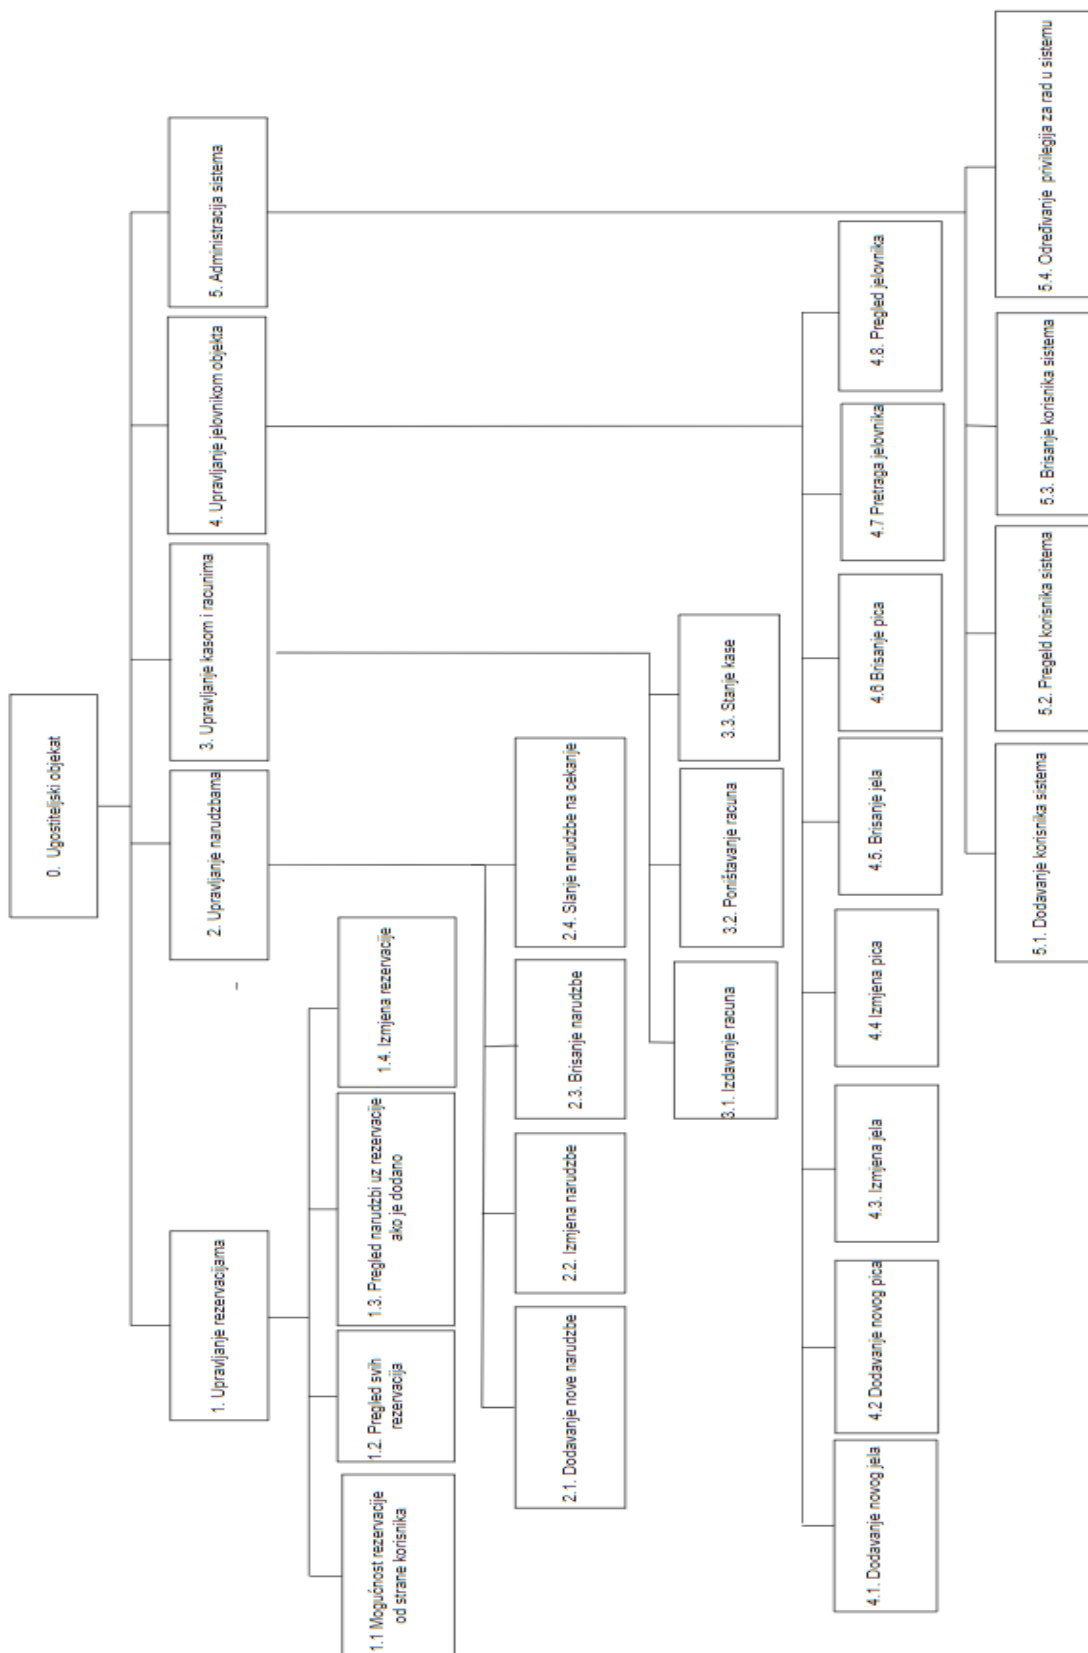 0. Ugostiteljski objekat
1. Upravljanje rezervacijama
2. Upravljanje narudzbama
3. Upravljanje kasom i racunima
4. Upravljanje jelovnikom objekta
5. Administracija sistema
1.1 Mogućnost rezervacije
od strane korisnika
1.2. Pregled svih
rezervacija
1.3. Pregled narudzbi uz rezervacije
ako je dodano
1.4. Izmjena rezervacije
2.1. Dodavanje nove narudzbe
2.2. Izmjena narudzbe
2.3. Brisanje narudzbe
2.4. Slanje narudzbe na cekanje
3.1. Izdavanje racuna
3.2. Poništavanje racuna
3.3. Stanje kase
4.1. Dodavanje novog jela
4.2 Dodavanje novog pica
4.3. Izmjena jela
4.4 Izmjena pica
4.5. Brisanje jela
4.6 Brisanje pica
4.7 Pretraga jelovnika
4.8. Pregled jelovnika
5.1. Dodavanje korisnika sistema
5.2. Pregeld korisnika sistema
5.3. Brisanje korisnika sistema
5.4. Određivanje privilegija za rad u sistemu